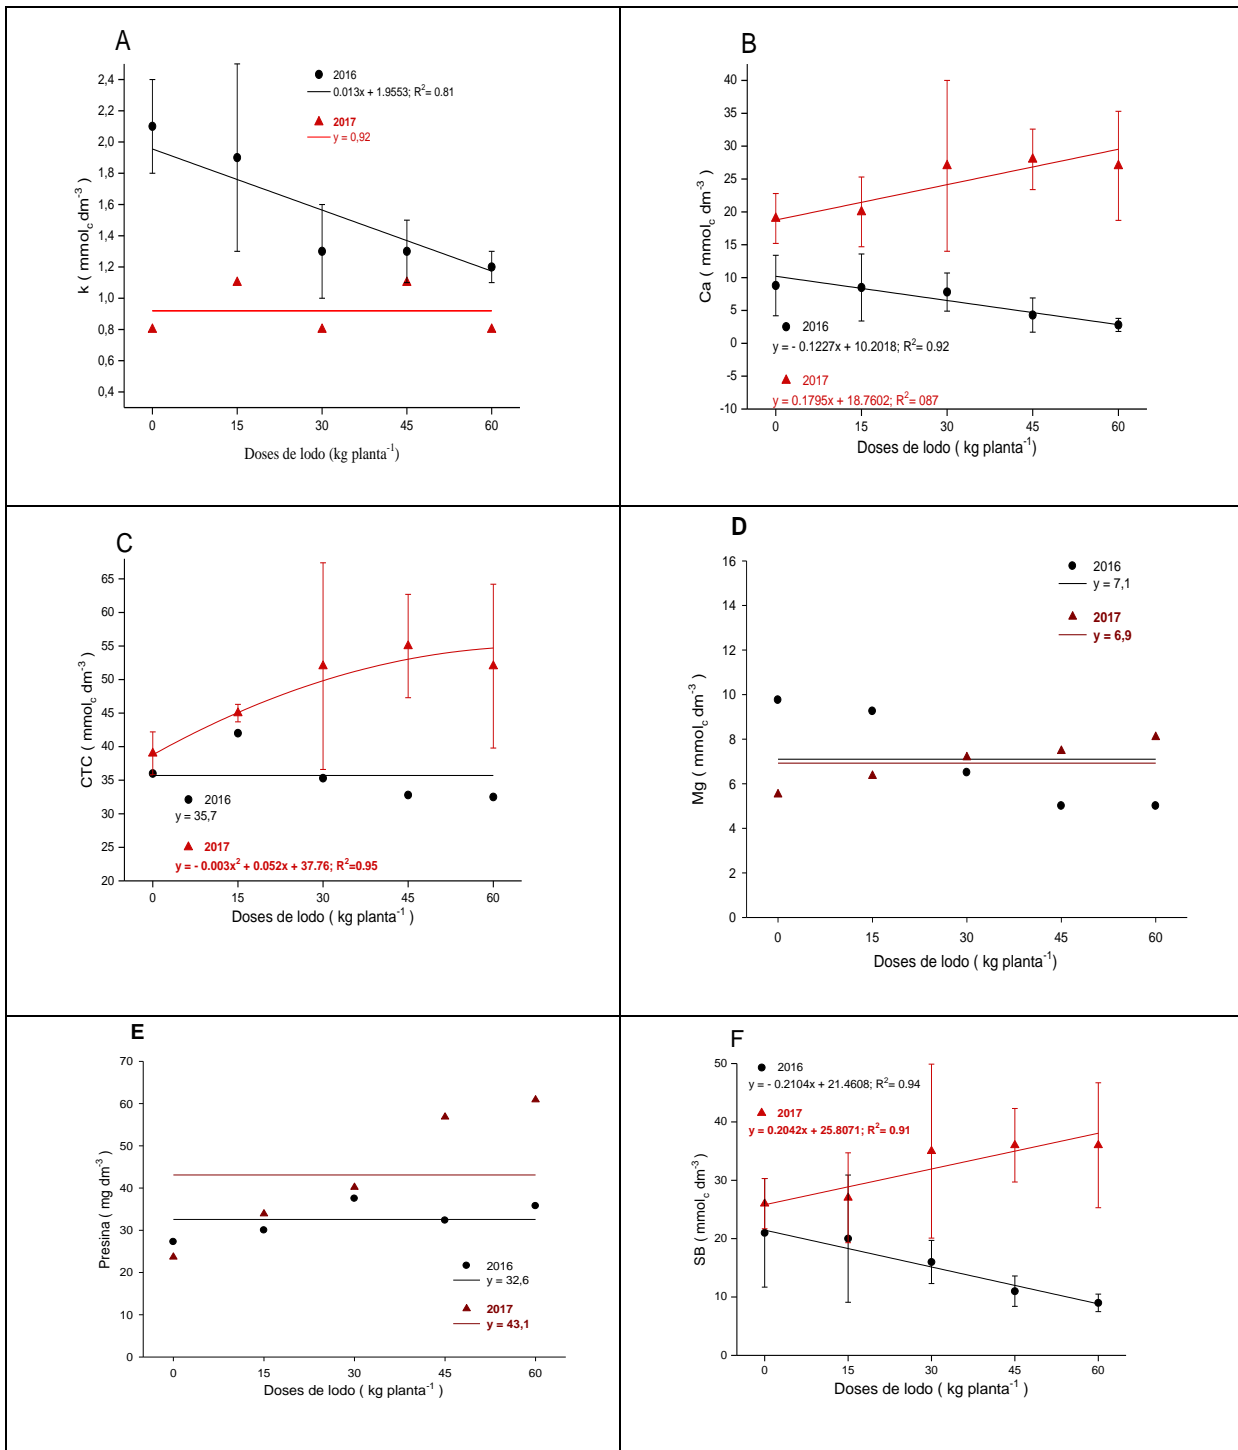 A
2016
0.013x + 1.9553; R²= 0.81
2017
y = 0,92
2,4
2,2
2,0
1,8
1,6
1,4
1,2
1,0
0,8
0,6
0,4
k ( mmolc dm⁻³ )
0 15 30 45 60
Doses de lodo (kg planta⁻¹)
B
40
35
30
25
20
15
10
5
0
-5
-10
Ca ( mmolc dm⁻³ )
2016
y = - 0.1227x + 10.2018; R²= 0.92
2017
y = 0.1795x + 18.7602; R²= 087
0 15 30 45 60
Doses de lodo ( kg planta⁻¹ )
C
65
60
55
50
45
40
35
30
25
20
CTC ( mmolc dm⁻³ )
2016
y = 35,7
2017
y = - 0.003x² + 0.052x + 37.76; R²=0.95
0 15 30 45 60
Doses de lodo ( kg planta⁻¹ )
D
2016
y = 7,1
2017
y = 6,9
16
14
12
10
8
6
4
2
0
Mg ( mmolc dm⁻³ )
0 15 30 45 60
Doses de lodo ( kg planta⁻¹)
E
70
60
50
40
30
20
10
0
Presina ( mg dm⁻³ )
2016
y = 32,6
2017
y = 43,1
0 15 30 45 60
Doses de lodo ( kg planta⁻¹ )
F
2016
y = - 0.2104x + 21.4608; R²= 0.94
2017
y = 0.2042x + 25.8071; R²= 0.91
50
40
30
20
10
0
SB ( mmolc dm⁻³ )
0 15 30 45 60
Doses de lodo ( kg planta⁻¹ )